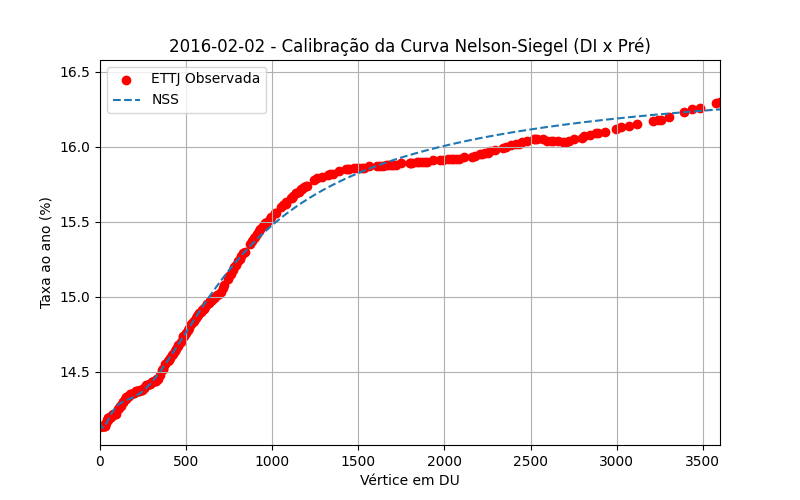 2016-02-02 - Calibração da Curva Nelson-Siegel (DI x Pré)
ETTJ Observada
NSS
16.5
16.0
15.5
15.0
14.5
Taxa ao ano (%)
0 500 1000 1500 2000 2500 3000 3500
Vértice em DU